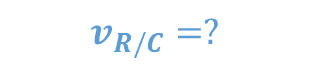 v_{R/C} =?